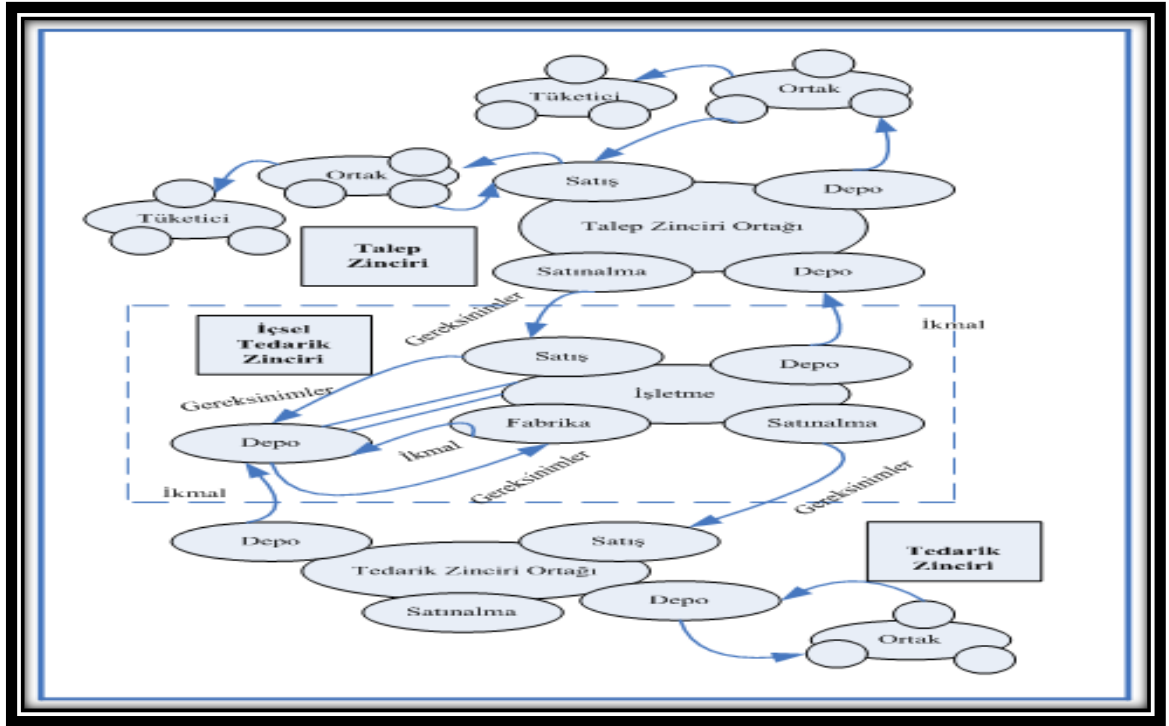 Tüketici
Ortak
Ortak
Satış
Depo
Tüketici
Talep Zinciri Ortağı
Talep
Zinciri
Satınalma
Depo
Gereksinimler
İkmal
İçsel
Tedarik
Zinciri
Satış
Depo
Gereksinimler
İşletme
Fabrika
Satınalma
Depo
İkmal
Gereksinimler
Gereksinimler
İkmal
Depo
Satış
Tedarik
Zinciri
Tedarik Zinciri Ortağı
Depo
Satınalma
Ortak